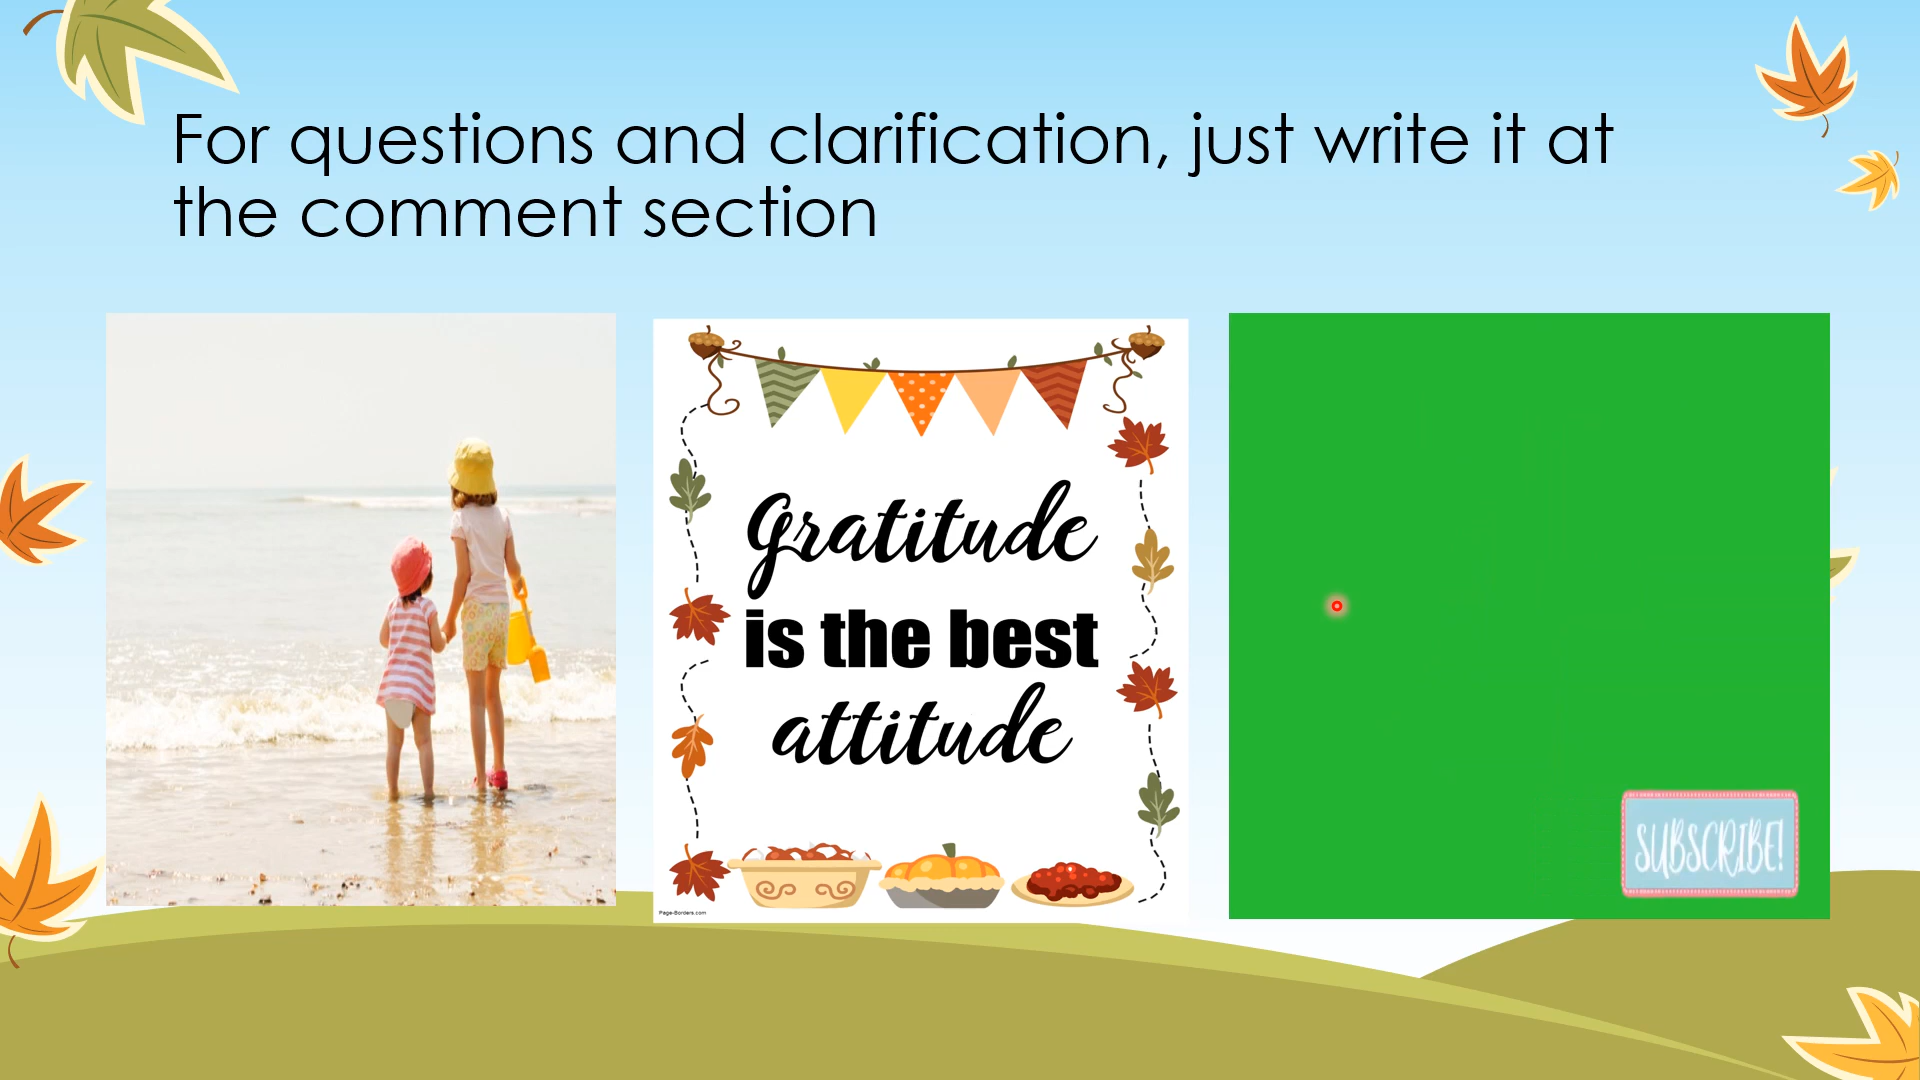 For questions and clarification, just write it at
the comment section
Gratitude
is the best
attitude
Page-Borders.com
SUBSCRIBE!